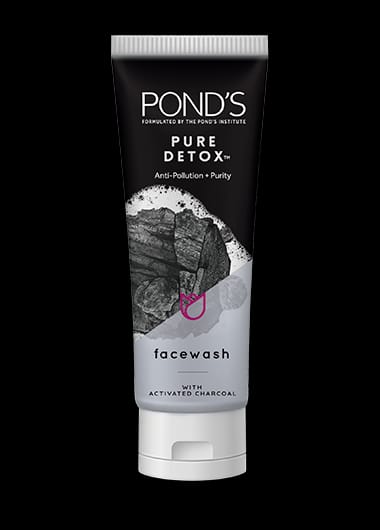 POND'S
FORMULATED BY THE POND'S INSTITUTE
PURE
DETOX™
Anti-Pollution • Purity
facewash
WITH
ACTIVATED CHARCOAL